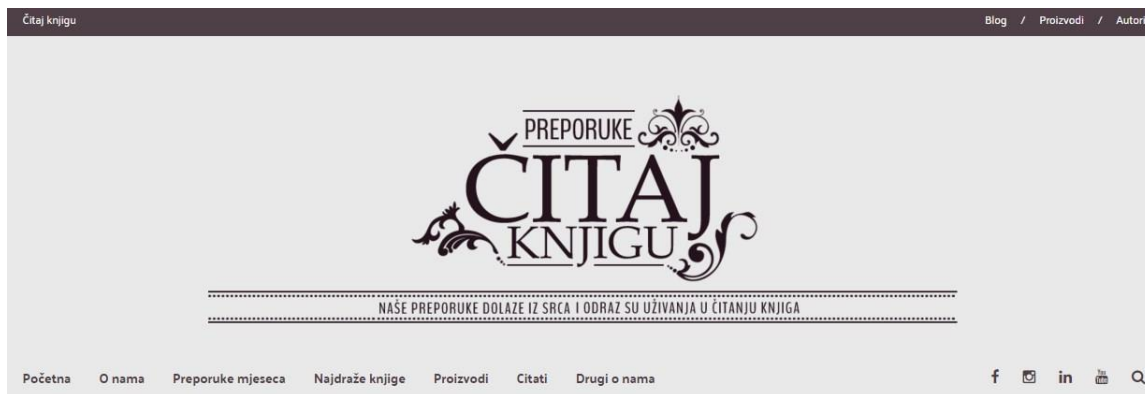 Čitaj knjigu
Blog / Proizvodi / Autori
PREPORUKE
ČITAJ
KNJIGU
NAŠE PREPORUKE DOLAZE IZ SRCA I ODRAZ SU UŽIVANJA U ČITANJU KNJIGA
Početna O nama Preporuke mjeseca Najdraže knjige Proizvodi Citati Drugi o nama